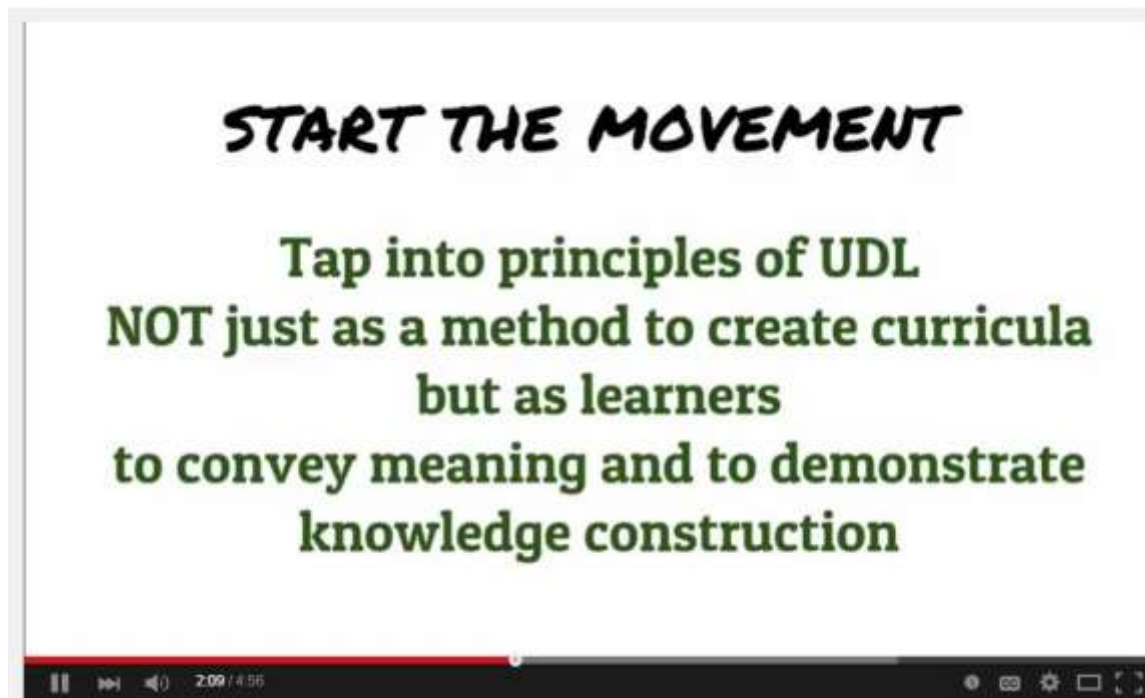 START THE MOVEMENT
Tap into principles of UDL
NOT just as a method to create curricula
but as learners
to convey meaning and to demonstrate
knowledge construction
2:09 / 4:56